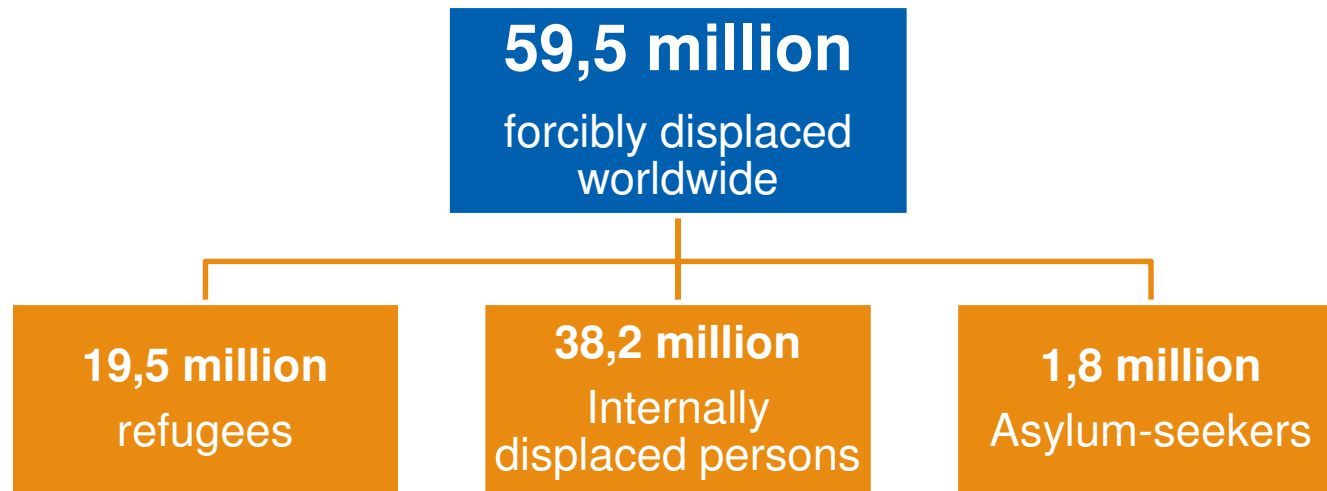 59,5 million
forcibly displaced
worldwide
19,5 million
refugees
38,2 million
Internally
displaced persons
1,8 million
Asylum-seekers